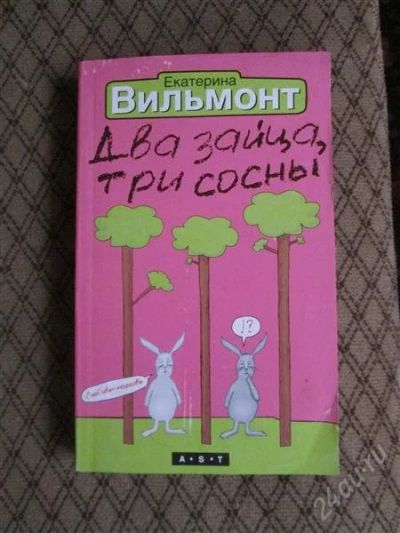 Екатерина
Вильмонт
Два зайца,
три сосны
!?
A•S•T
24au.ru